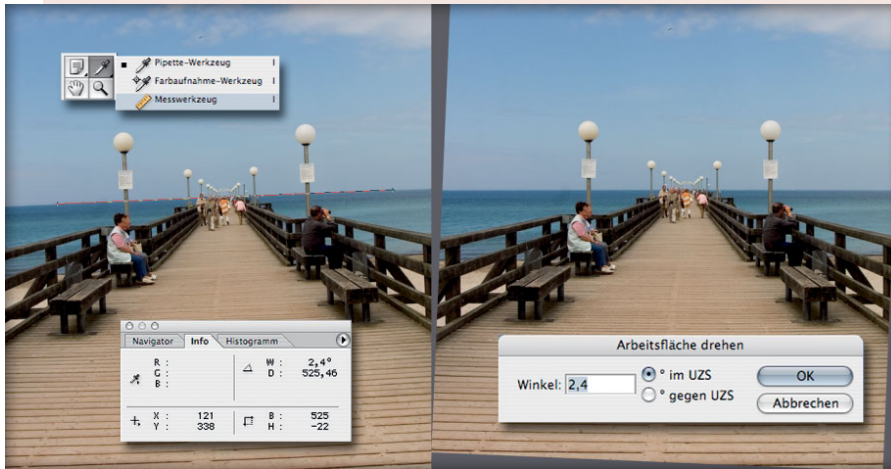 Pipette-Werkzeug I
Farbaufnahme-Werkzeug I
Messwerkzeug I
Navigator Info Histogramm
R :
G :
B :
W : 2,4°
D : 525,46
X : 121
Y : 338
B : 525
H : -22
Arbeitsfläche drehen
Winkel: 2,4
° im UZS
° gegen UZS
OK
Abbrechen